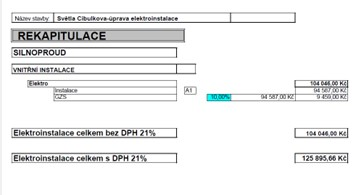 Název stavby Světla Cibulkova-úprava elektroinstalace
REKAPITULACE
SILNOPROUD
VNITŘNÍ INSTALACE
Elektro 104 046,00 Kč
Instalace A1 94 587,00 Kč
GZS 10,00% 94 587,00 Kč 9 459,00 Kč
Elektroinstalace celkem bez DPH 21% 104 046,00 Kč
Elektroinstalace celkem s DPH 21% 125 895,66 Kč